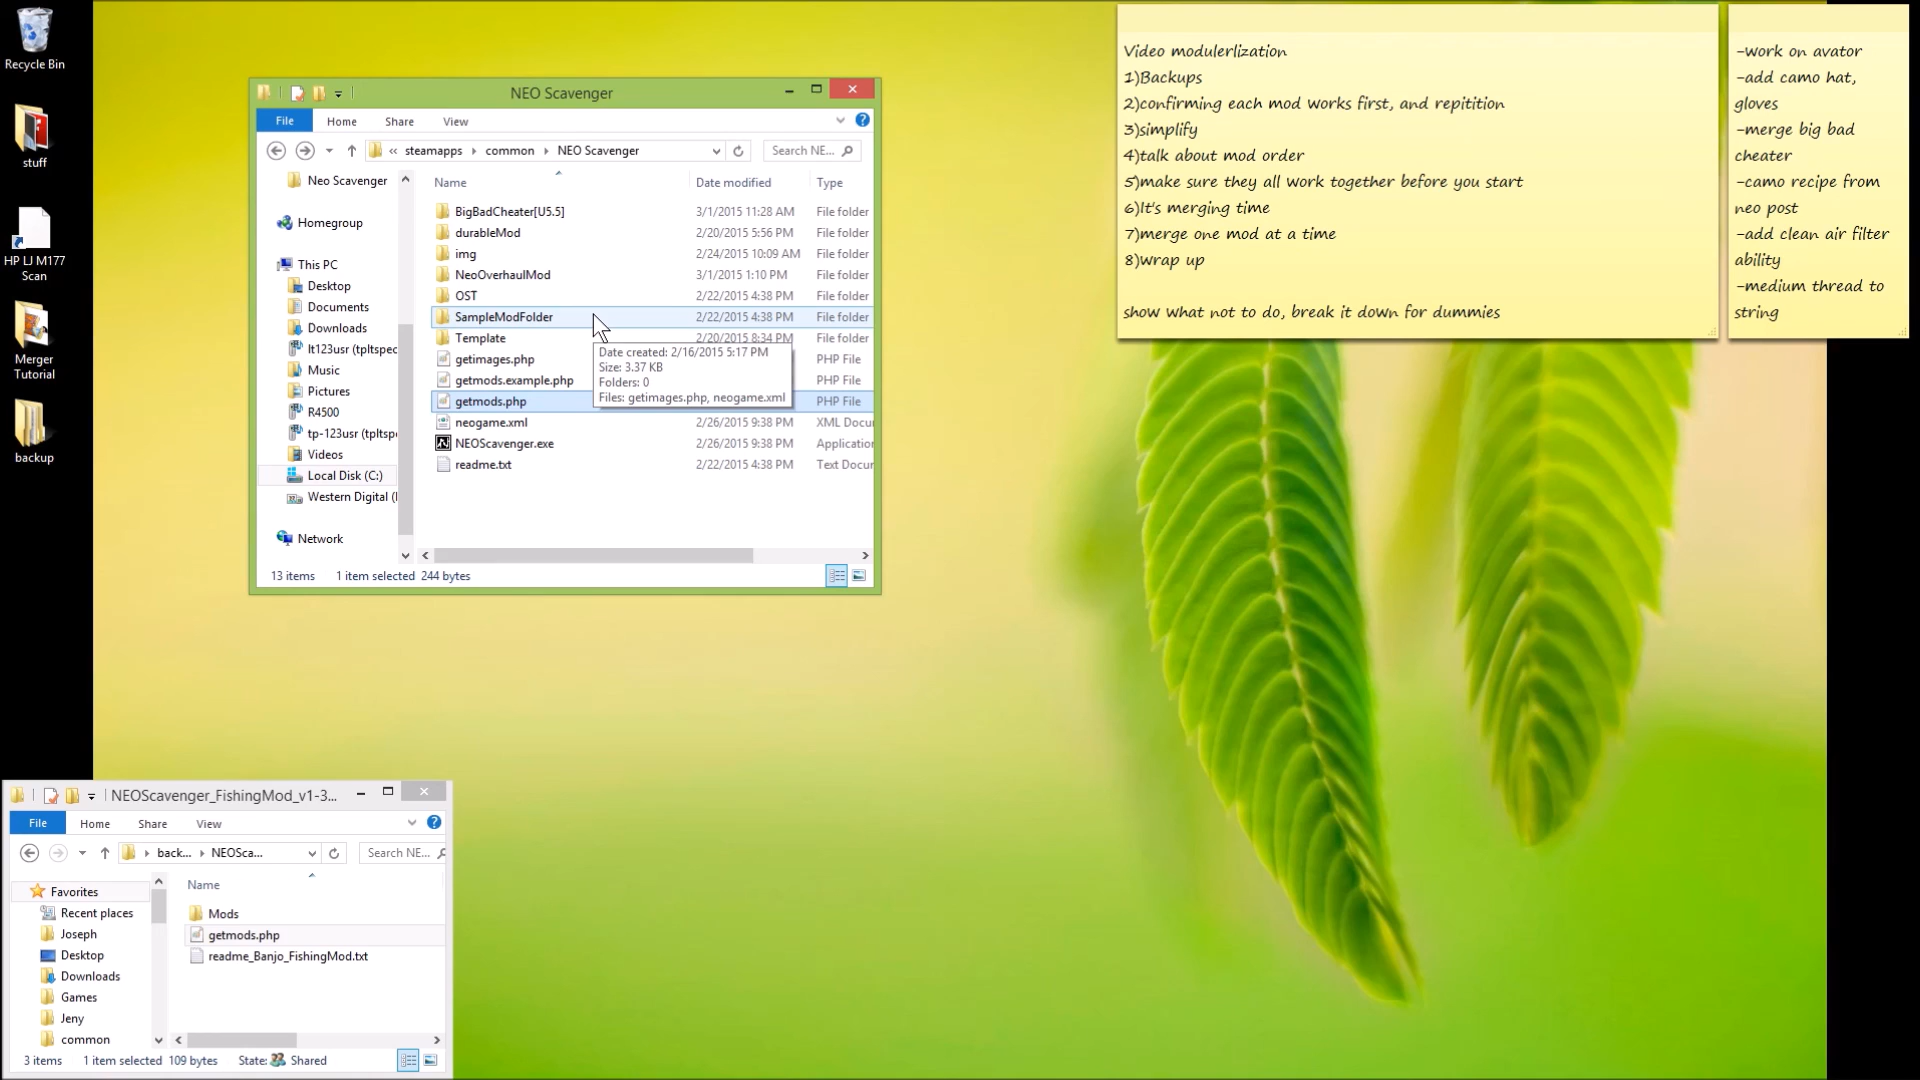 Recycle Bin
stuff
HP LJ M177
Scan
Merger
Tutorial
backup
NEO Scavenger
File
Home
Share
View
«
steamapps
common
NEO Scavenger
Search NE...
Neo Scavenger
Homegroup
This PC
Desktop
Documents
Downloads
lt123usr (tpltspec
Music
Pictures
R4500
tp-123usr (tpltspe
Videos
Local Disk (C:)
Western Digital (
Network
Name Date modified Type
BigBadCheater[U5.5] 3/1/2015 11:28 AM File folder
durableMod 2/20/2015 5:56 PM File folder
img 2/24/2015 10:09 AM File folder
NeoOverhaulMod 3/1/2015 1:10 PM File folder
OST 2/22/2015 4:38 PM File folder
SampleModFolder 2/22/2015 4:38 PM File folder
Template 2/20/2015 8:34 PM File folder
getimages.php PHP File
getmods.example.php PHP File
getmods.php PHP File
neogame.xml 2/26/2015 9:38 PM XML Docu
NEOScavenger.exe 2/26/2015 9:38 PM Applicatio
readme.txt 2/22/2015 4:38 PM Text Docur
Date created: 2/16/2015 5:17 PM
Size: 3.37 KB
Folders: 0
Files: getimages.php, neogame.xml
13 items 1 item selected 244 bytes
Video modulerlization
1)Backups
2)confirming each mod works first, and repitition
3)simplify
4)talk about mod order
5)make sure they all work together before you start
6)It's merging time
7)merge one mod at a time
8)wrap up
show what not to do, break it down for dummies
-work on avator
-add camo hat,
gloves
-merge big bad
cheater
-camo recipe from
neo post
-add clean air filter
ability
-medium thread to
string
NEOScavenger_FishingMod_v1-3...
File
Home
Share
View
back...
NEOSca...
Search NE...
Favorites
Recent places
Joseph
Desktop
Downloads
Games
Jeny
common
Name
Mods
getmods.php
readme_Banjo_FishingMod.txt
3 items 1 item selected 109 bytes State: Shared